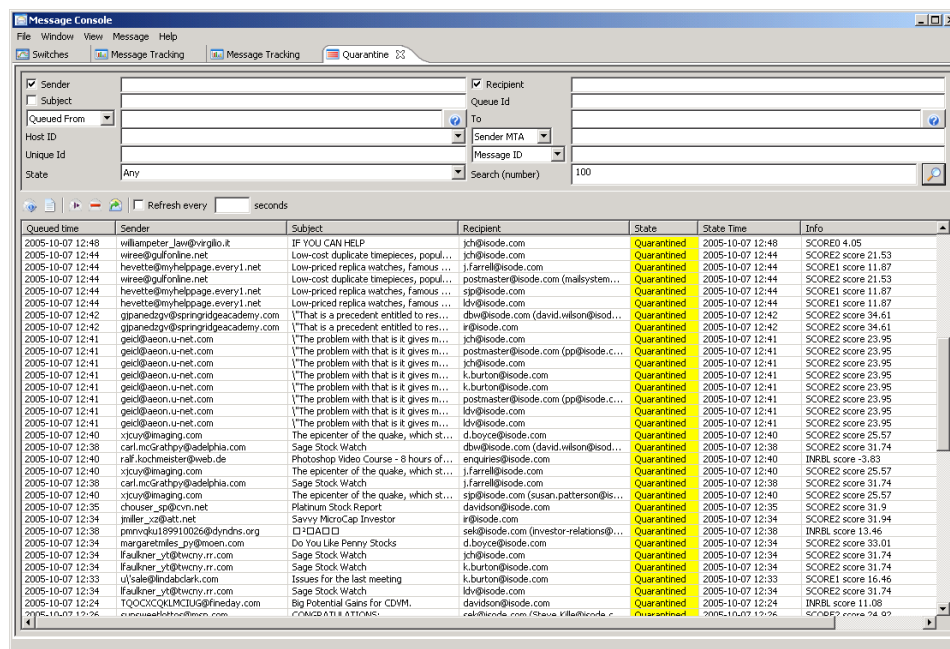 Message Console
File Window View Message Help
Switches Message Tracking Message Tracking Quarantine
Sender Recipient
Subject Queue Id
Queued From To
Host ID Sender MTA
Unique Id Message ID
State Any Search (number) 100
Refresh every seconds
Queued time Sender Subject Recipient State State Time Info
2005-10-07 12:48 williampeter_law@virgilio.it IF YOU CAN HELP jch@isode.com Quarantined 2005-10-07 12:48 SCORE0 4.05
2005-10-07 12:44 wiree@gulfonline.net Low-cost duplicate timepieces, popul... jch@isode.com Quarantined 2005-10-07 12:44 SCORE2 score 21.53
2005-10-07 12:44 hevette@myhelppage.every1.net Low-priced replica watches, famous ... j.farrell@isode.com Quarantined 2005-10-07 12:44 SCORE1 score 11.87
2005-10-07 12:44 wiree@gulfonline.net Low-cost duplicate timepieces, popul... postmaster@isode.com (mailsystem... Quarantined 2005-10-07 12:44 SCORE2 score 21.53
2005-10-07 12:44 hevette@myhelppage.every1.net Low-priced replica watches, famous ... sjp@isode.com Quarantined 2005-10-07 12:44 SCORE1 score 11.87
2005-10-07 12:44 hevette@myhelppage.every1.net Low-priced replica watches, famous ... ldv@isode.com Quarantined 2005-10-07 12:44 SCORE1 score 11.87
2005-10-07 12:42 gjpanedzgv@springridgeacademy.com \"That is a precedent entitled to res... dbw@isode.com (david.wilson@isod... Quarantined 2005-10-07 12:42 SCORE2 score 34.61
2005-10-07 12:42 gjpanedzgv@springridgeacademy.com \"That is a precedent entitled to res... ir@isode.com Quarantined 2005-10-07 12:42 SCORE2 score 34.61
2005-10-07 12:41 geicl@aeon.u-net.com \"The problem with that is it gives m... jch@isode.com Quarantined 2005-10-07 12:41 SCORE2 score 23.95
2005-10-07 12:41 geicl@aeon.u-net.com \"The problem with that is it gives m... postmaster@isode.com (pp@isode.c... Quarantined 2005-10-07 12:41 SCORE2 score 23.95
2005-10-07 12:41 geicl@aeon.u-net.com \"The problem with that is it gives m... jch@isode.com Quarantined 2005-10-07 12:41 SCORE2 score 23.95
2005-10-07 12:41 geicl@aeon.u-net.com \"The problem with that is it gives m... k.burton@isode.com Quarantined 2005-10-07 12:41 SCORE2 score 23.95
2005-10-07 12:41 geicl@aeon.u-net.com \"The problem with that is it gives m... k.burton@isode.com Quarantined 2005-10-07 12:41 SCORE2 score 23.95
2005-10-07 12:41 geicl@aeon.u-net.com \"The problem with that is it gives m... postmaster@isode.com (pp@isode.c... Quarantined 2005-10-07 12:41 SCORE2 score 23.95
2005-10-07 12:41 geicl@aeon.u-net.com \"The problem with that is it gives m... ldv@isode.com Quarantined 2005-10-07 12:41 SCORE2 score 23.95
2005-10-07 12:41 geicl@aeon.u-net.com \"The problem with that is it gives m... ldv@isode.com Quarantined 2005-10-07 12:41 SCORE2 score 23.95
2005-10-07 12:40 xjcuy@imaging.com The epicenter of the quake, which st... d.boyce@isode.com Quarantined 2005-10-07 12:40 SCORE2 score 25.57
2005-10-07 12:38 carl.mcGrathpy@adelphia.com Sage Stock Watch dbw@isode.com (david.wilson@isod... Quarantined 2005-10-07 12:38 SCORE2 score 31.74
2005-10-07 12:40 ralf.kochmeister@web.de Photoshop Video Course - 8 hours of... enquiries@isode.com Quarantined 2005-10-07 12:40 INRBL score -3.83
2005-10-07 12:40 xjcuy@imaging.com The epicenter of the quake, which st... j.farrell@isode.com Quarantined 2005-10-07 12:40 SCORE2 score 25.57
2005-10-07 12:38 carl.mcGrathpy@adelphia.com Sage Stock Watch j.farrell@isode.com Quarantined 2005-10-07 12:38 SCORE2 score 31.74
2005-10-07 12:40 xjcuy@imaging.com The epicenter of the quake, which st... sjp@isode.com (susan.patterson@is... Quarantined 2005-10-07 12:40 SCORE2 score 25.57
2005-10-07 12:35 chouser_sp@cvn.net Platinum Stock Report davidson@isode.com Quarantined 2005-10-07 12:35 SCORE2 score 31.9
2005-10-07 12:34 jmiller_xz@att.net Savvy MicroCap Investor ir@isode.com Quarantined 2005-10-07 12:34 SCORE2 score 31.94
2005-10-07 12:38 pmnvqku189910026@dyndns.org □²□A□□ sek@isode.com (investor-relations@... Quarantined 2005-10-07 12:38 INRBL score 13.46
2005-10-07 12:34 margaretmiles_py@moen.com Do You Like Penny Stocks d.boyce@isode.com Quarantined 2005-10-07 12:34 SCORE2 score 33.01
2005-10-07 12:34 lfaulkner_yt@twcny.rr.com Sage Stock Watch jch@isode.com Quarantined 2005-10-07 12:34 SCORE2 score 31.74
2005-10-07 12:34 lfaulkner_yt@twcny.rr.com Sage Stock Watch k.burton@isode.com Quarantined 2005-10-07 12:34 SCORE2 score 31.74
2005-10-07 12:33 u\'sale@lindabclark.com Issues for the last meeting k.burton@isode.com Quarantined 2005-10-07 12:33 SCORE1 score 16.46
2005-10-07 12:34 lfaulkner_yt@twcny.rr.com Sage Stock Watch ldv@isode.com Quarantined 2005-10-07 12:34 SCORE2 score 31.74
2005-10-07 12:24 TQOCXCQKLMCIUG@fineday.com Big Potential Gains for CDVM. davidson@isode.com Quarantined 2005-10-07 12:24 INRBL score 11.08
2005-10-07 12:26 sunsweetlottos@msn.com CONGRATULATIONS! sek@isode.com (Steve.Kille@isode.c... Quarantined 2005-10-07 12:26 SCORE2 score 24.92